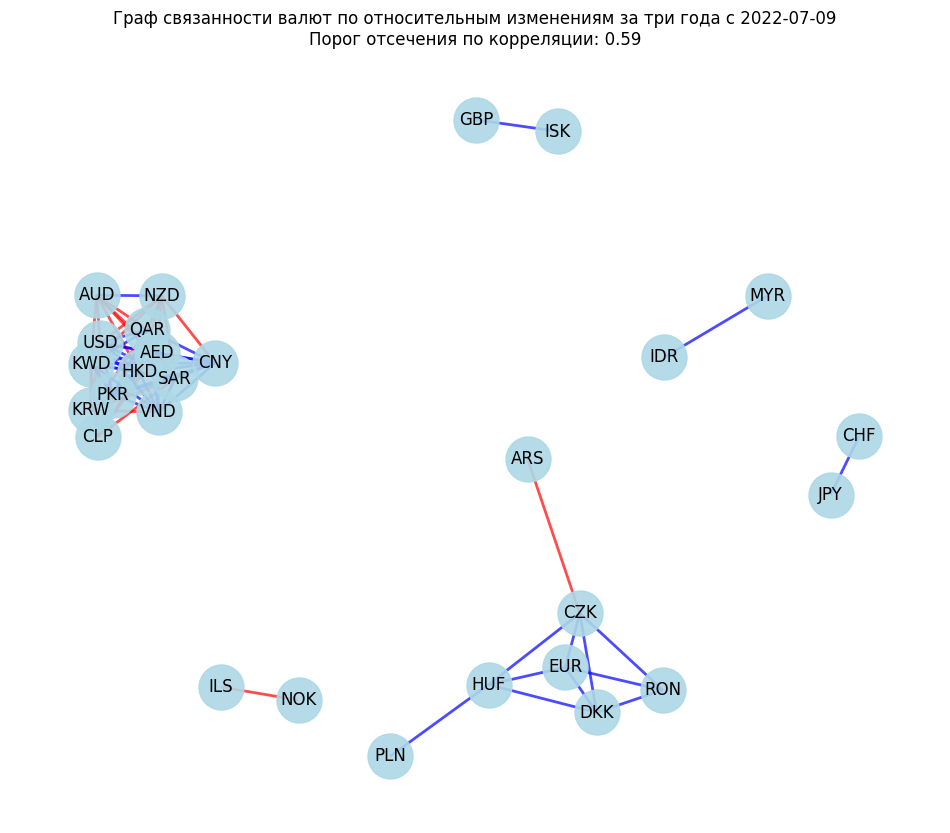 Граф связанности валют по относительным изменениям за три года с 2022-07-09
Порог отсечения по корреляции: 0.59
GBP
ISK
AUD
NZD
MYR
QAR
USD
AED
IDR
KWD
CNY
HKD
SAR
PKR
KRW
VND
CLP
CHF
ARS
JPY
CZK
EUR
HUF
ILS
RON
NOK
DKK
PLN